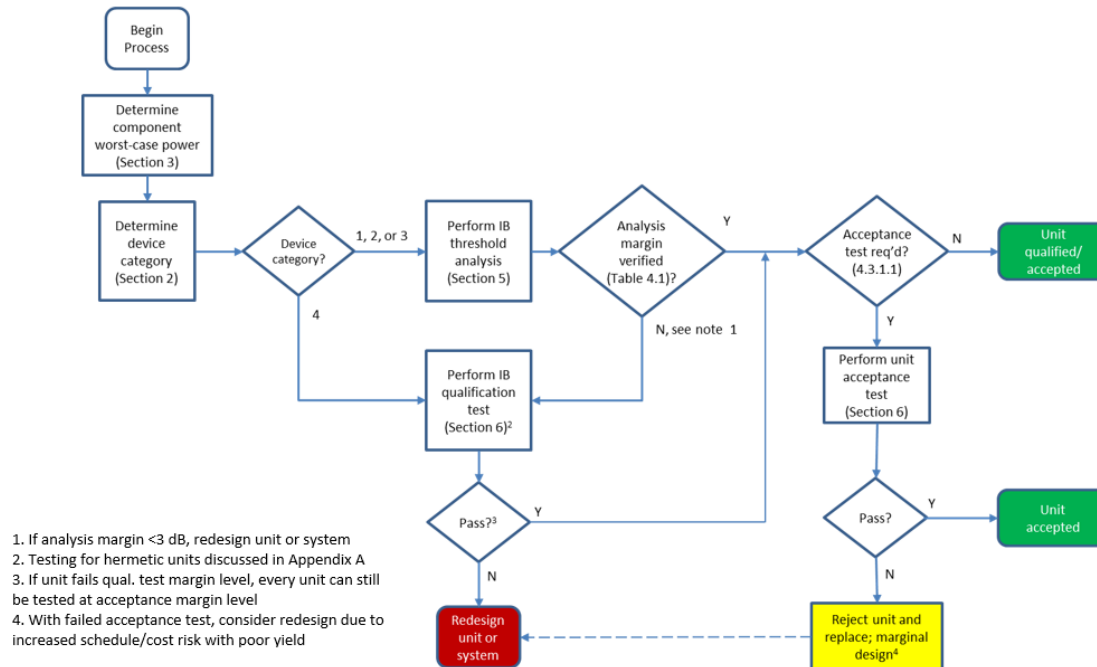 Begin
Process
Determine
component
worst-case power
(Section 3)
Determine
device
category
(Section 2)
Device
category?
1, 2, or 3
4
Perform IB
threshold
analysis
(Section 5)
Analysis
margin
verified
(Table 4.1)?
Y
N, see note 1
Acceptance
test req'd?
(4.3.1.1)
N
Unit
qualified/
accepted
Y
Perform IB
qualification
test
(Section 6)2
Perform unit
acceptance
test
(Section 6)
Pass?3
Y
N
Pass?
Y
Unit
accepted
N
Redesign
unit or
system
Reject unit and
replace; marginal
design4
1. If analysis margin <3 dB, redesign unit or system
2. Testing for hermetic units discussed in Appendix A
3. If unit fails qual. test margin level, every unit can still
be tested at acceptance margin level
4. With failed acceptance test, consider redesign due to
increased schedule/cost risk with poor yield